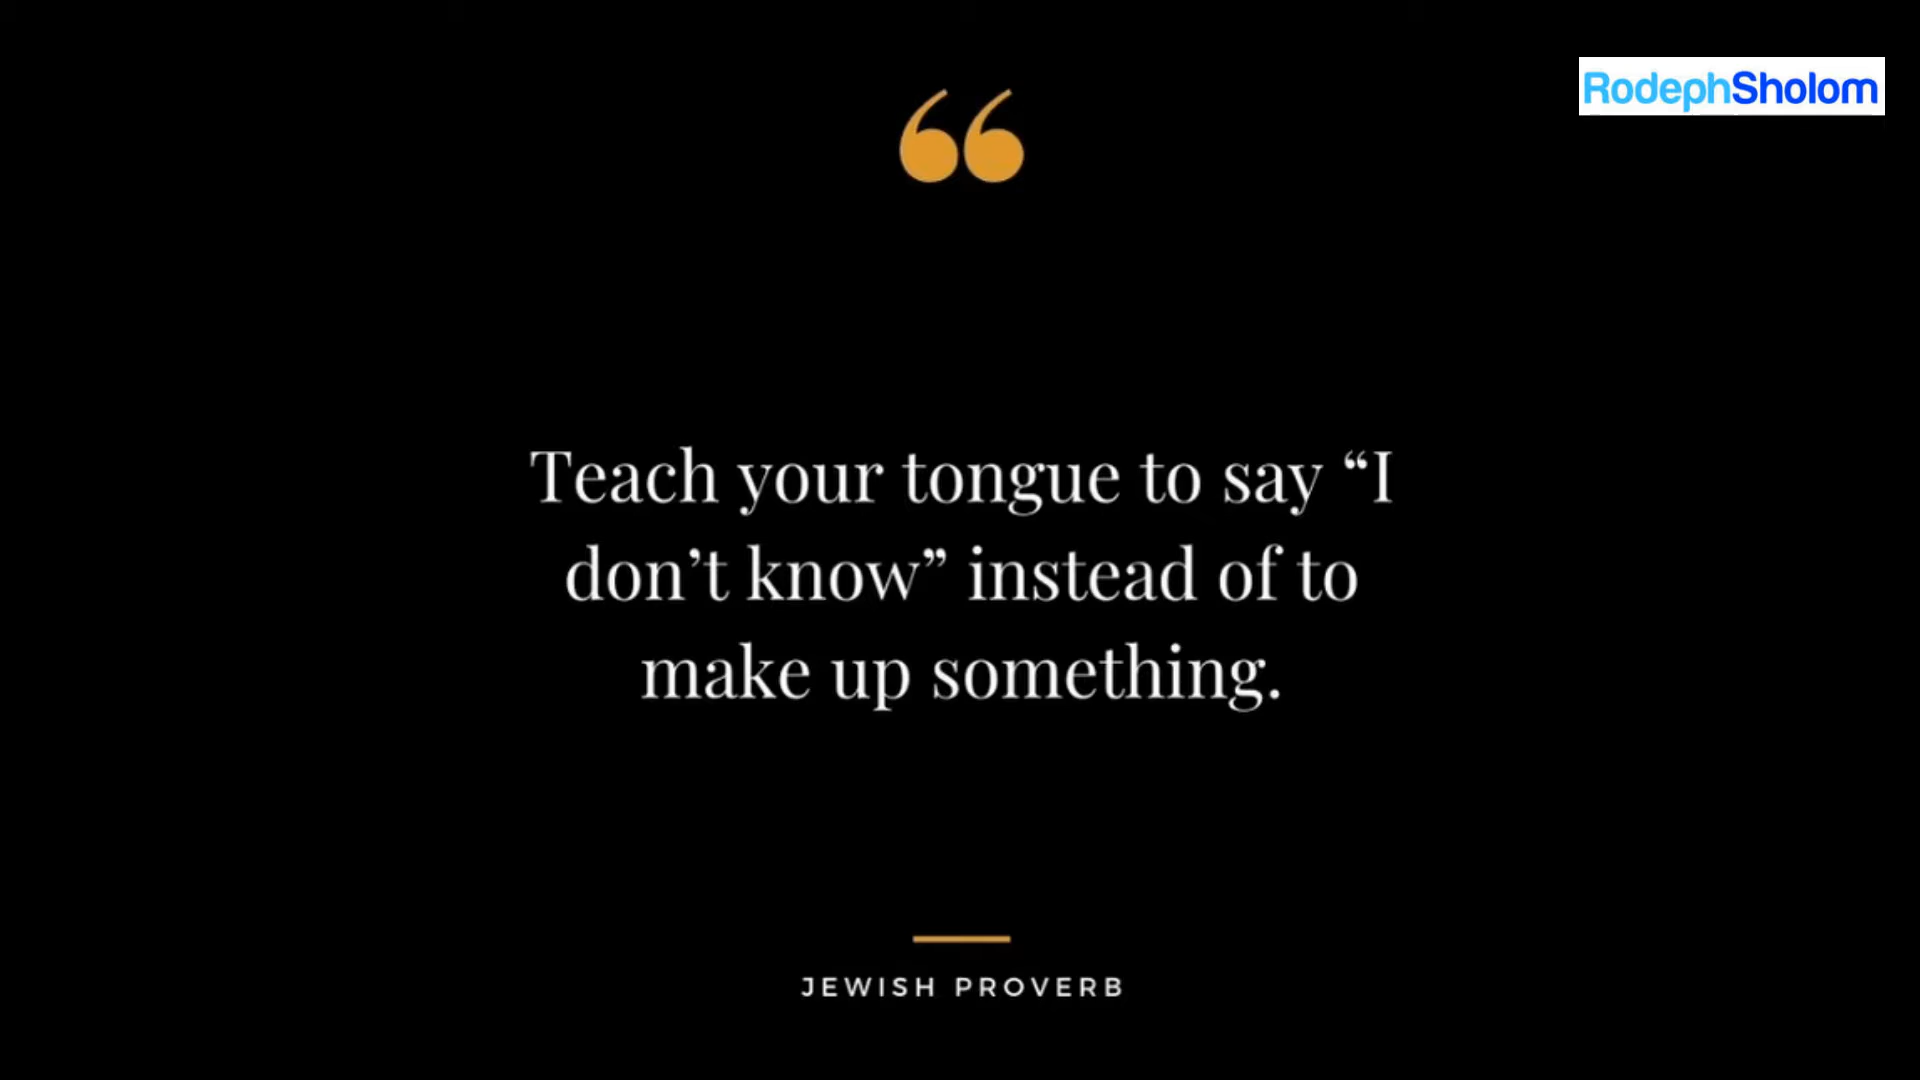 RodephSholom
“
Teach your tongue to say “I
don’t know” instead of to
make up something.
JEWISH PROVERB